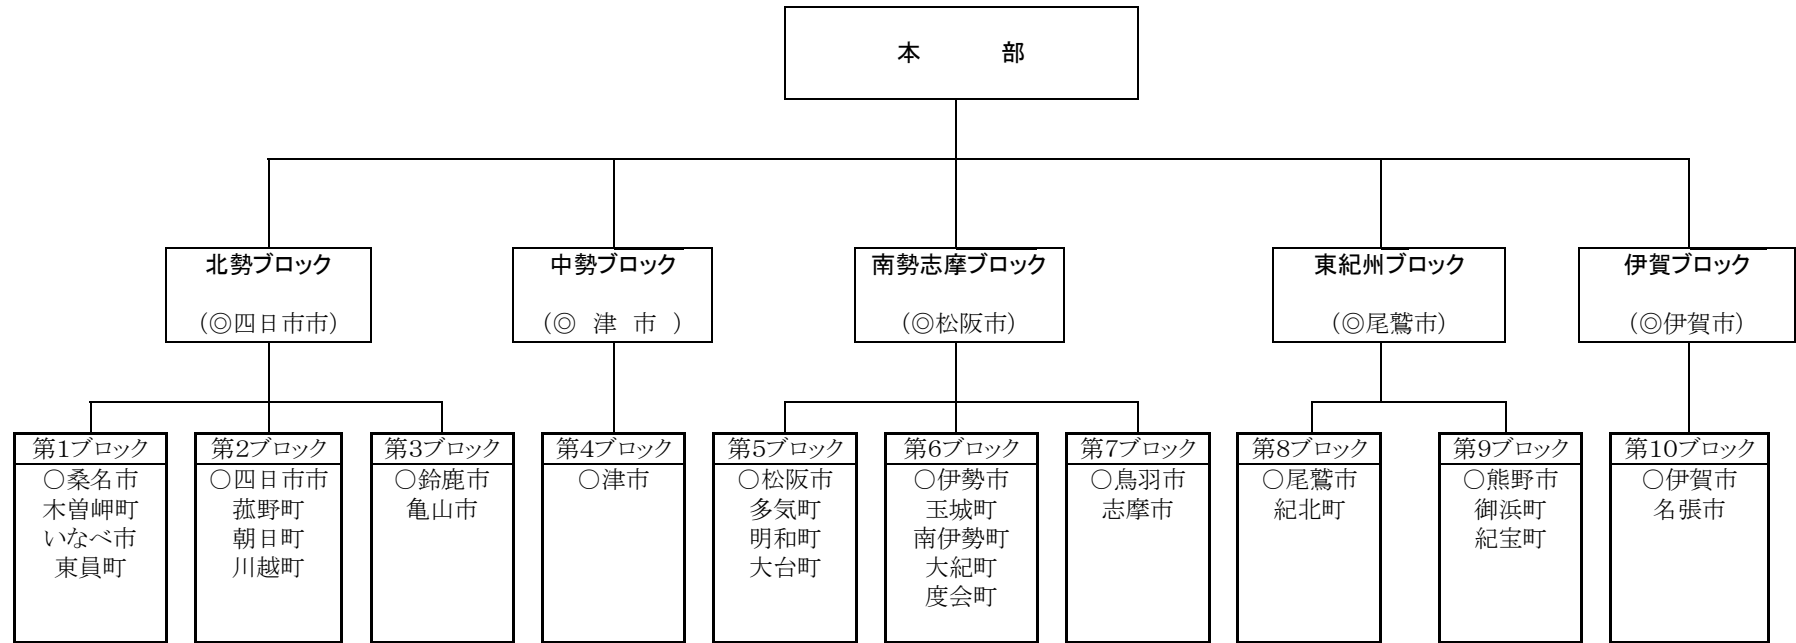 本　　　部
北勢ブロック
（◎四日市市）
中勢ブロック
（◎　津　市　）
南勢志摩ブロック
（◎松阪市）
東紀州ブロック
（◎尾鷲市）
伊賀ブロック
（◎伊賀市）
第1ブロック
○桑名市
木曽岬町
いなべ市
東員町
第2ブロック
○四日市市
菰野町
朝日町
川越町
第3ブロック
○鈴鹿市
亀山市
第4ブロック
○津市
第5ブロック
○松阪市
多気町
明和町
大台町
第6ブロック
○伊勢市
玉城町
南伊勢町
大紀町
度会町
第7ブロック
○鳥羽市
志摩市
第8ブロック
○尾鷲市
紀北町
第9ブロック
○熊野市
御浜町
紀宝町
第10ブロック
○伊賀市
名張市